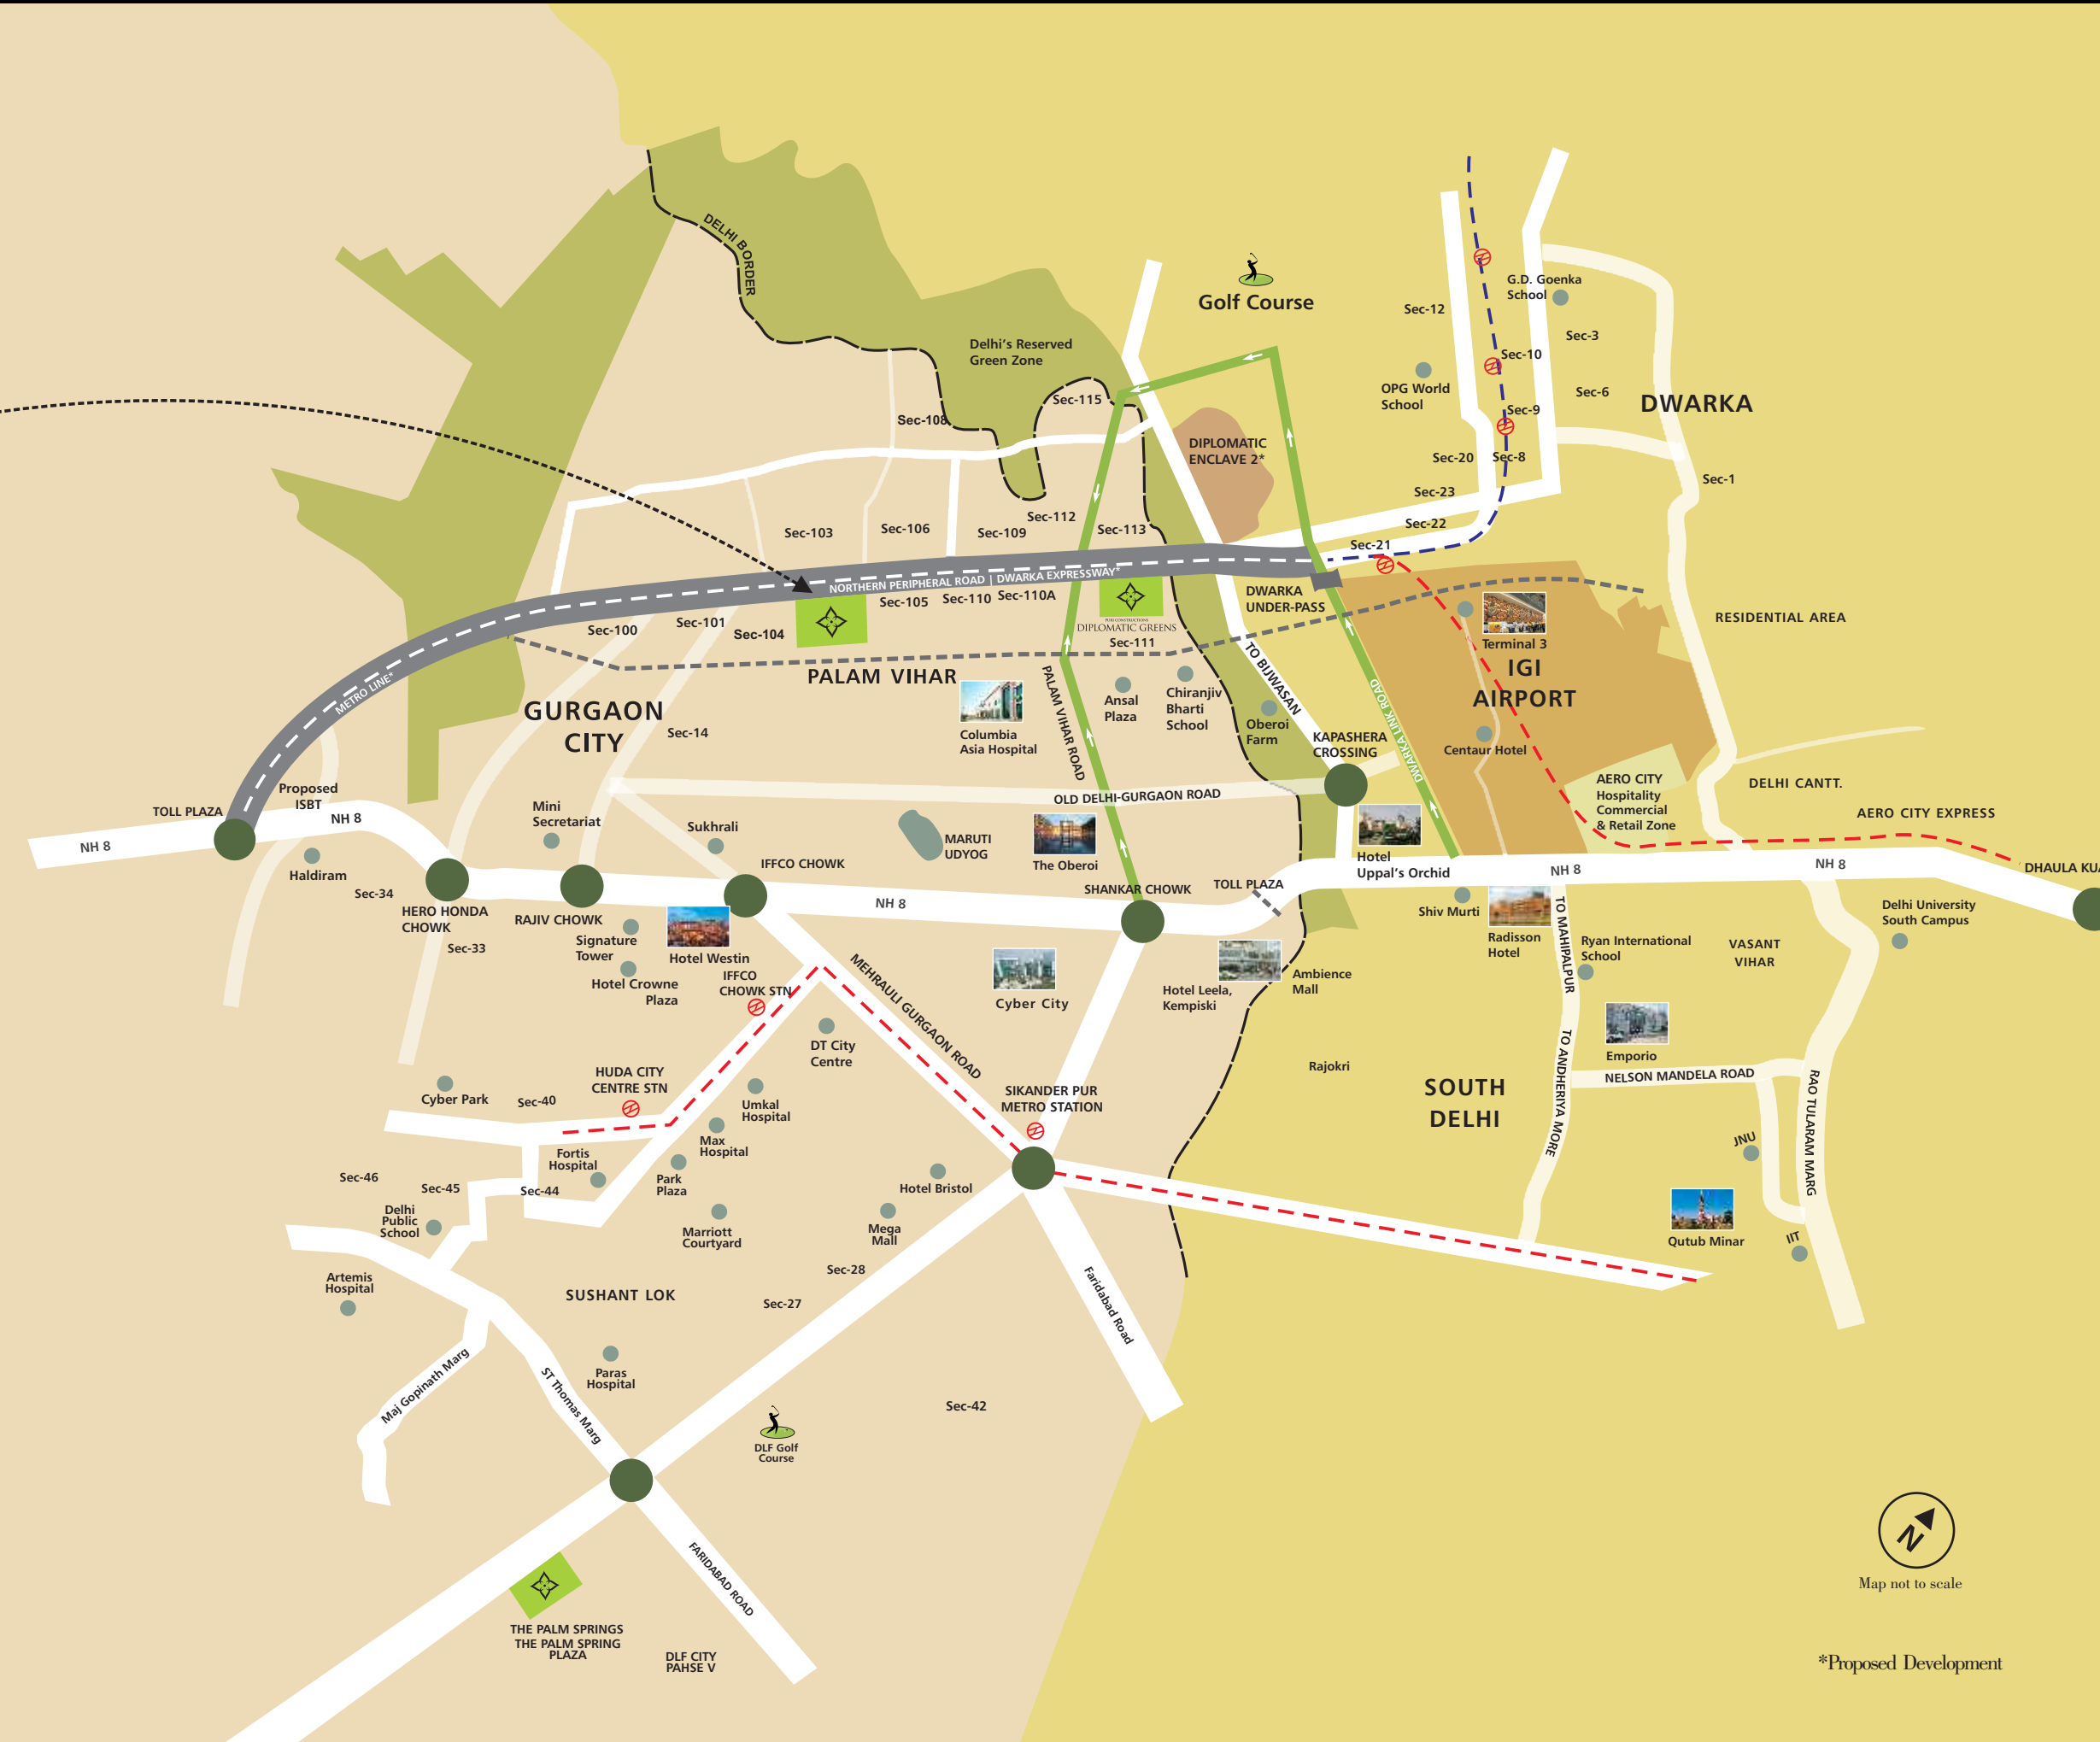 DELHI BORDER
Golf Course
G.D. Goenka
School
Sec-12
Sec-3
Sec-10
Delhi's Reserved
Green Zone
OPG World
School
Sec-6
DWARKA
Sec-9
Sec-115
Sec-108
DIPLOMATIC
ENCLAVE 2*
Sec-20
Sec-8
Sec-1
Sec-23
Sec-22
Sec-21
Sec-103
Sec-106
Sec-109
Sec-112
Sec-113
NORTHERN PERIPHERAL ROAD | DWARKA EXPRESSWAY*
METRO LINE*
Sec-100
Sec-101
Sec-104
Sec-105
Sec-110
Sec-110A
DIPLOMATIC GREENS
Sec-111
DWARKA
UNDER-PASS
RESIDENTIAL AREA
Terminal 3
IGI
AIRPORT
PALAM VIHAR
GURGAON
CITY
Sec-14
Columbia
Asia Hospital
PALAM VIHAR ROAD
Ansal
Plaza
Chiranjiv
Bharti
School
TO BIJWASAN
Oberoi
Farm
KAPASHERA
CROSSING
DWARKA LINK ROAD
Centaur Hotel
AERO CITY
Hospitality
Commercial
& Retail Zone
DELHI CANTT.
AERO CITY EXPRESS
OLD DELHI-GURGAON ROAD
Proposed
ISBT
TOLL PLAZA
NH 8
NH 8
Mini
Secretariat
Sukhrali
MARUTI
UDYOG
The Oberoi
IFFCO CHOWK
Hotel
Uppal's Orchid
Haldiram
Sec-34
HERO HONDA
CHOWK
RAJIV CHOWK
NH 8
SHANKAR CHOWK
TOLL PLAZA
NH 8
NH 8
DHAULA KUA
Shiv Murti
Radisson
Hotel
TO MAHIPALPUR
Ryan International
School
VASANT
VIHAR
Delhi University
South Campus
Sec-33
Signature
Tower
Hotel Westin
Hotel Crowne
Plaza
IFFCO
CHOWK STN
MEHRAULI GURGAON ROAD
Cyber City
Hotel Leela,
Kempiski
Ambience
Mall
DT City
Centre
Rajokri
Emporio
TO ANDHERIYA MORE
NELSON MANDELA ROAD
RAO TULARAM MARG
HUDA CITY
CENTRE STN
Cyber Park
Sec-40
Umkal
Hospital
SIKANDER PUR
METRO STATION
SOUTH
DELHI
Max
Hospital
JNU
Fortis
Hospital
Park
Plaza
Sec-46
Sec-45
Sec-44
Hotel Bristol
Delhi
Public
School
Marriott
Courtyard
Mega
Mall
Qutub Minar
IIT
Artemis
Hospital
Sec-28
SUSHANT LOK
Sec-27
Faridabad Road
Maj Gopinath Marg
ST Thomas Marg
Paras
Hospital
Sec-42
DLF Golf
Course
FARIDABAD ROAD
THE PALM SPRINGS
THE PALM SPRING
PLAZA
DLF CITY
PAHSE V
N
Map not to scale
*Proposed Development